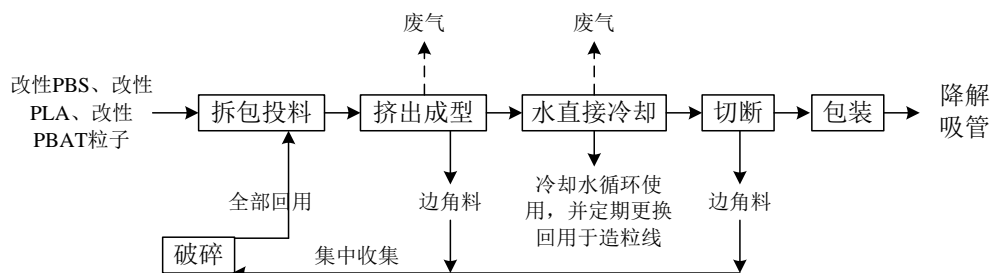 废气
废气
改性PBS、改性
PLA、改性
PBAT粒子
拆包投料
挤出成型
水直接冷却
切断
包装
降解
吸管
全部回用
边角料
冷却水循环使
用，并定期更换
回用于造粒线
边角料
破碎
集中收集